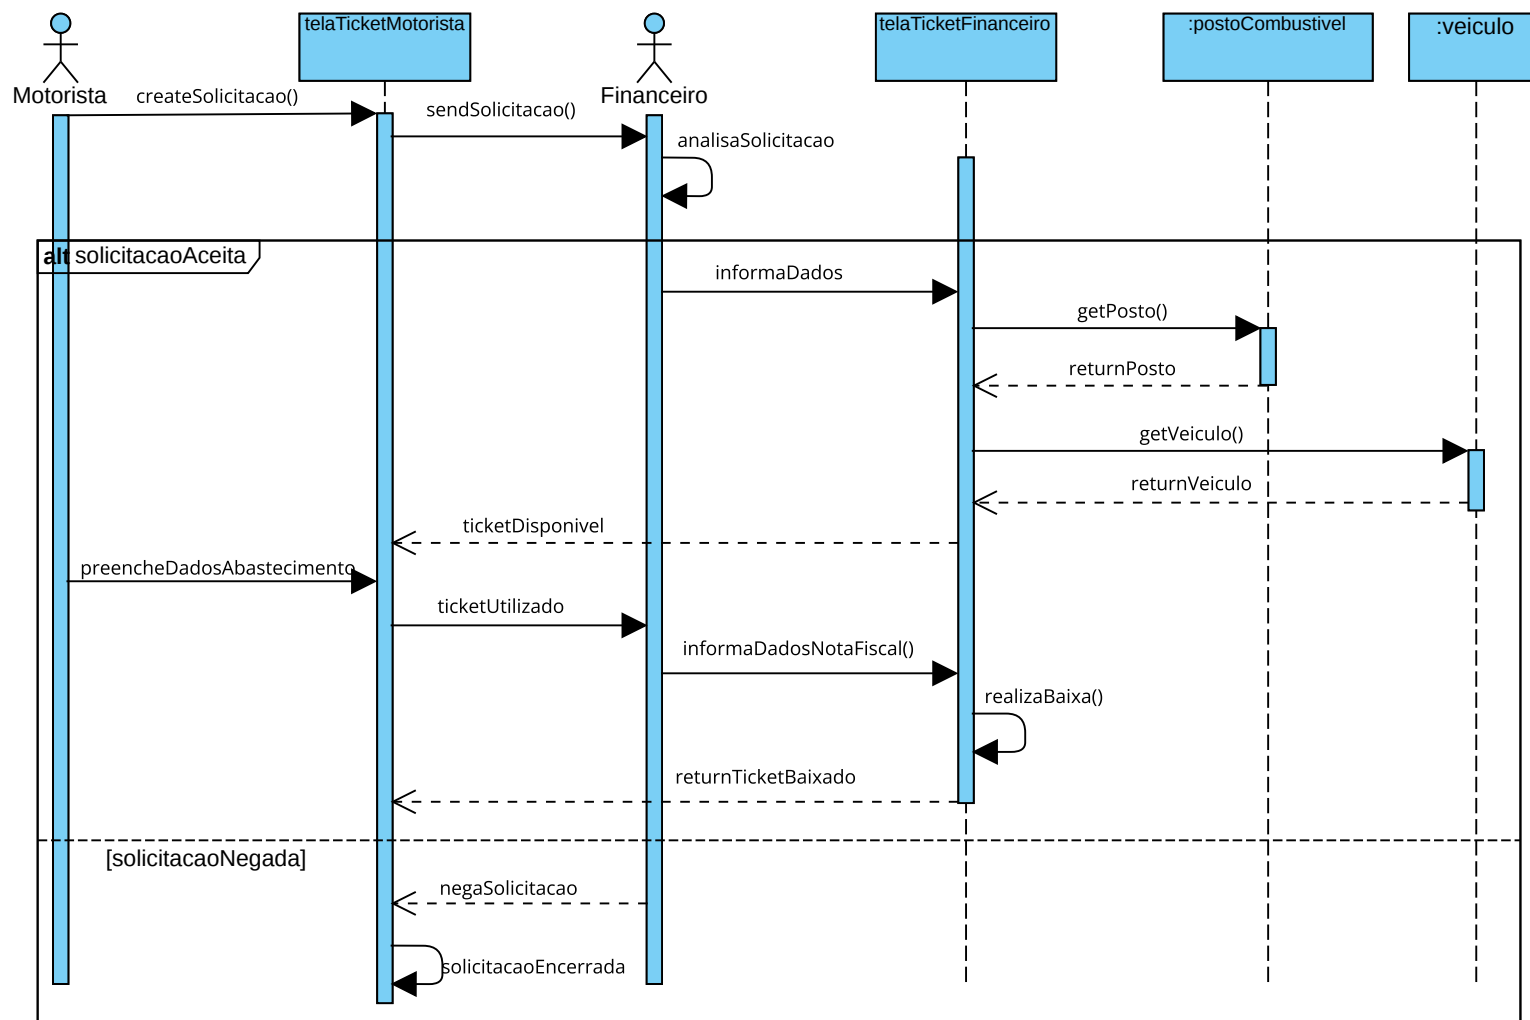 telaTicketMotorista
telaTicketFinanceiro
:postoCombustivel
:veiculo
Motorista
Financeiro
createSolicitacao()
sendSolicitacao()
analisaSolicitacao
alt solicitacaoAceita
informaDados
getPosto()
returnPosto
getVeiculo()
returnVeiculo
ticketDisponivel
preencheDadosAbastecimento
ticketUtilizado
informaDadosNotaFiscal()
realizaBaixa()
returnTicketBaixado
[solicitacaoNegada]
negaSolicitacao
solicitacaoEncerrada